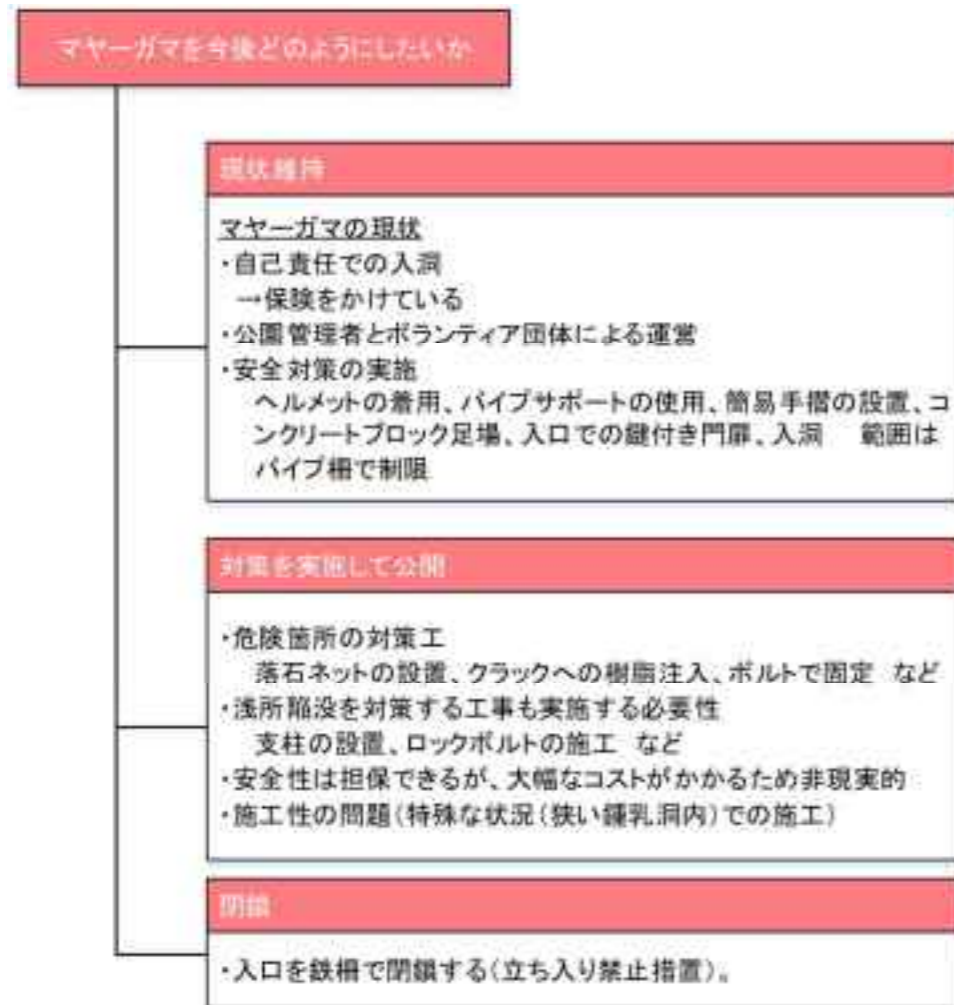 マヤーガマを今後どのようにしたいか
現状維持
マヤーガマの現状
・自己責任での入洞
→保険をかけている
・公園管理者とボランティア団体による運営
・安全対策の実施
ヘルメットの着用、パイプサポートの使用、簡易手摺の設置、コ
ンクリートブロック足場、入口での鍵付き門扉、入洞　範囲は
パイプ柵で制限
対策を実施して公開
・危険箇所の対策工
落石ネットの設置、クラックへの樹脂注入、ボルトで固定 など
・浅所陥没を対策する工事も実施する必要性
支柱の設置、ロックボルトの施工 など
・安全性は担保できるが、大幅なコストがかかるため非現実的
・施工性の問題（特殊な状況（狭い鍾乳洞内）での施工）
閉鎖
・入口を鉄柵で閉鎖する（立ち入り禁止措置）。